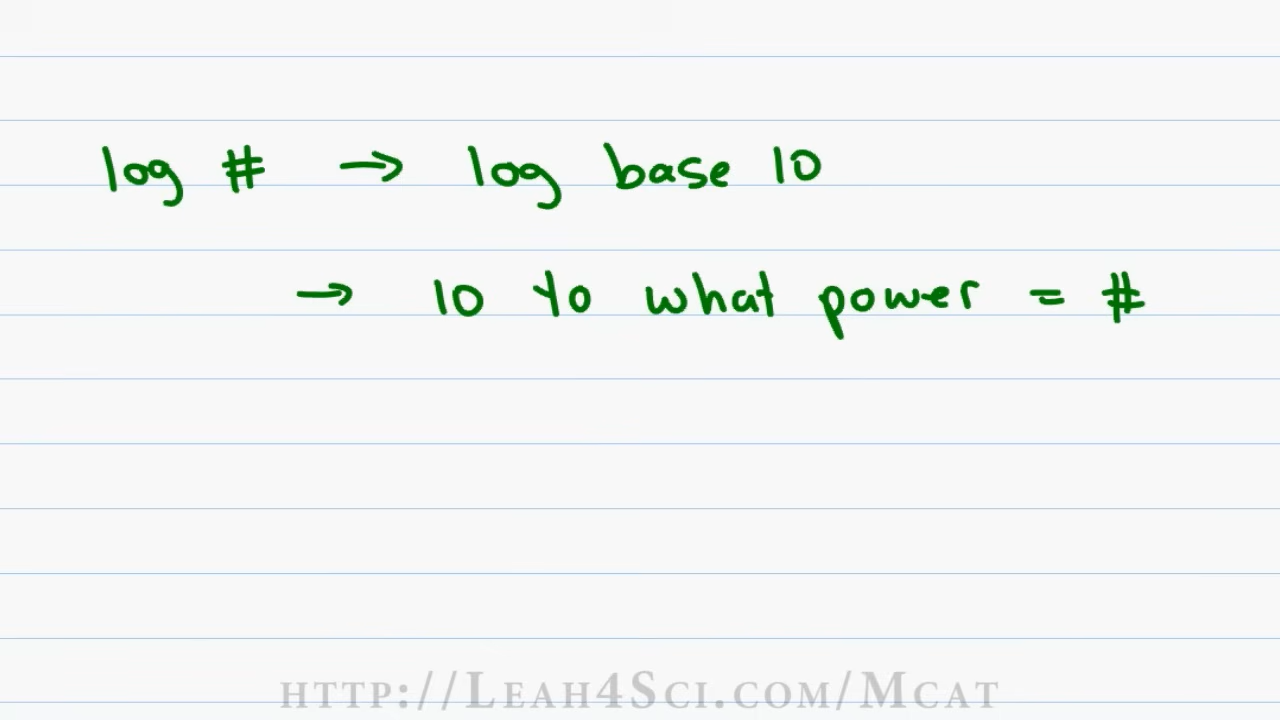 log # → log base 10
→ 10 to what power = #
http://Leah4Sci.com/Mcat